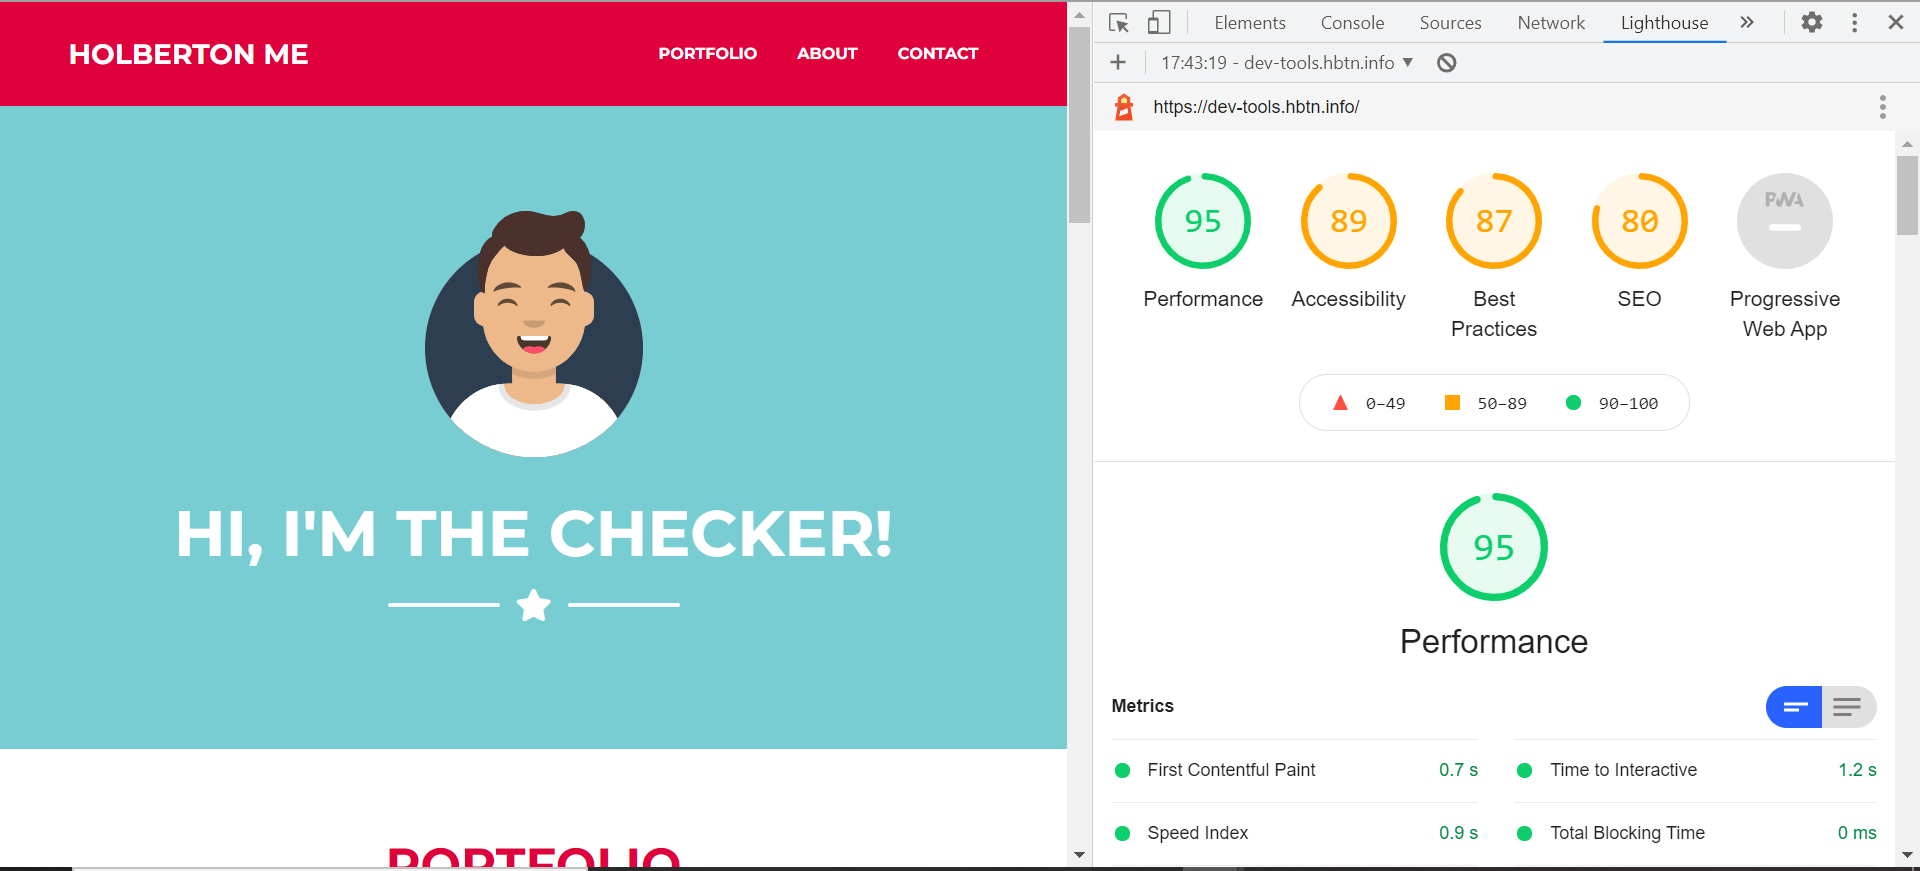 HOLBERTON ME
PORTFOLIO ABOUT CONTACT
HI, I'M THE CHECKER!
PORTFOLIO
Elements Console Sources Network Lighthouse
17:43:19 - dev-tools.hbtn.info
https://dev-tools.hbtn.info/
95 89 87 80 PWA
Performance Accessibility Best Practices SEO Progressive Web App
0–49 50–89 90–100
95
Performance
Metrics
First Contentful Paint 0.7 s Time to Interactive 1.2 s
Speed Index 0.9 s Total Blocking Time 0 ms